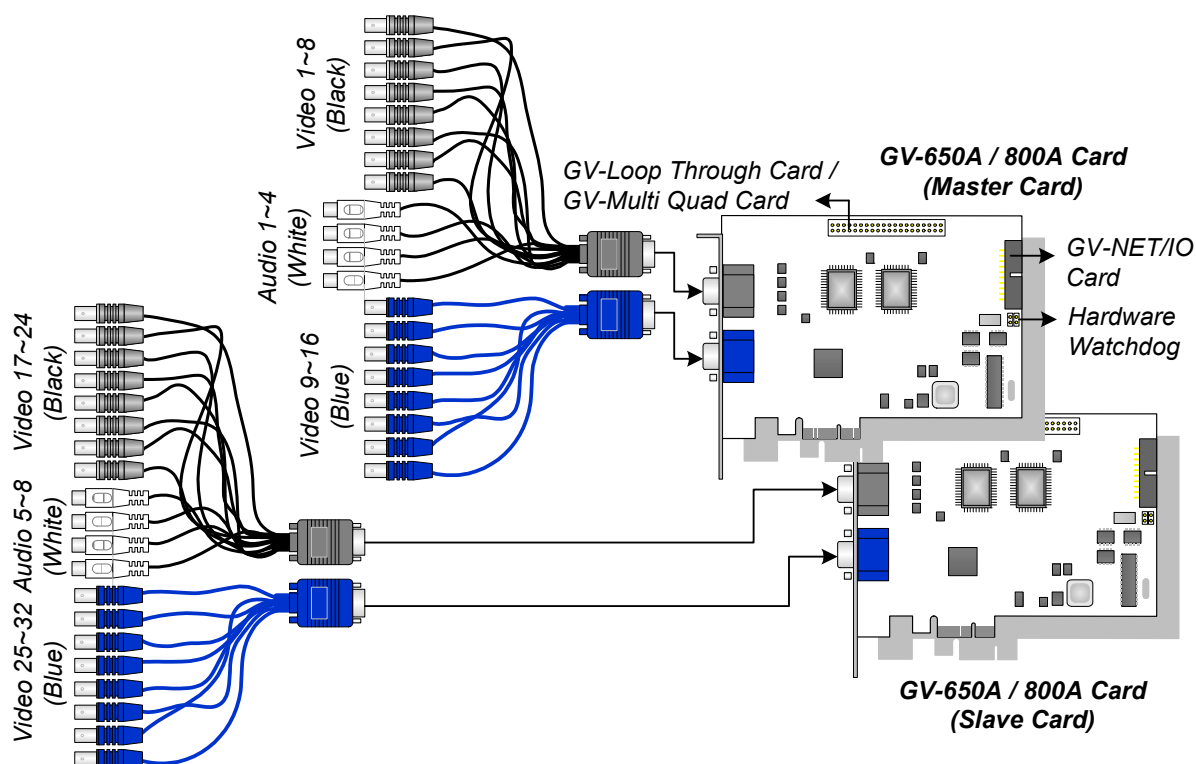 Video 1~8
(Black)
Audio 1~4
(White)
Video 9~16
(Blue)
GV-Loop Through Card /
GV-Multi Quad Card
GV-650A / 800A Card
(Master Card)
GV-NET/IO
Card
Hardware
Watchdog
Video 17~24
(Black)
Audio 5~8
(White)
Video 25~32
(Blue)
GV-650A / 800A Card
(Slave Card)